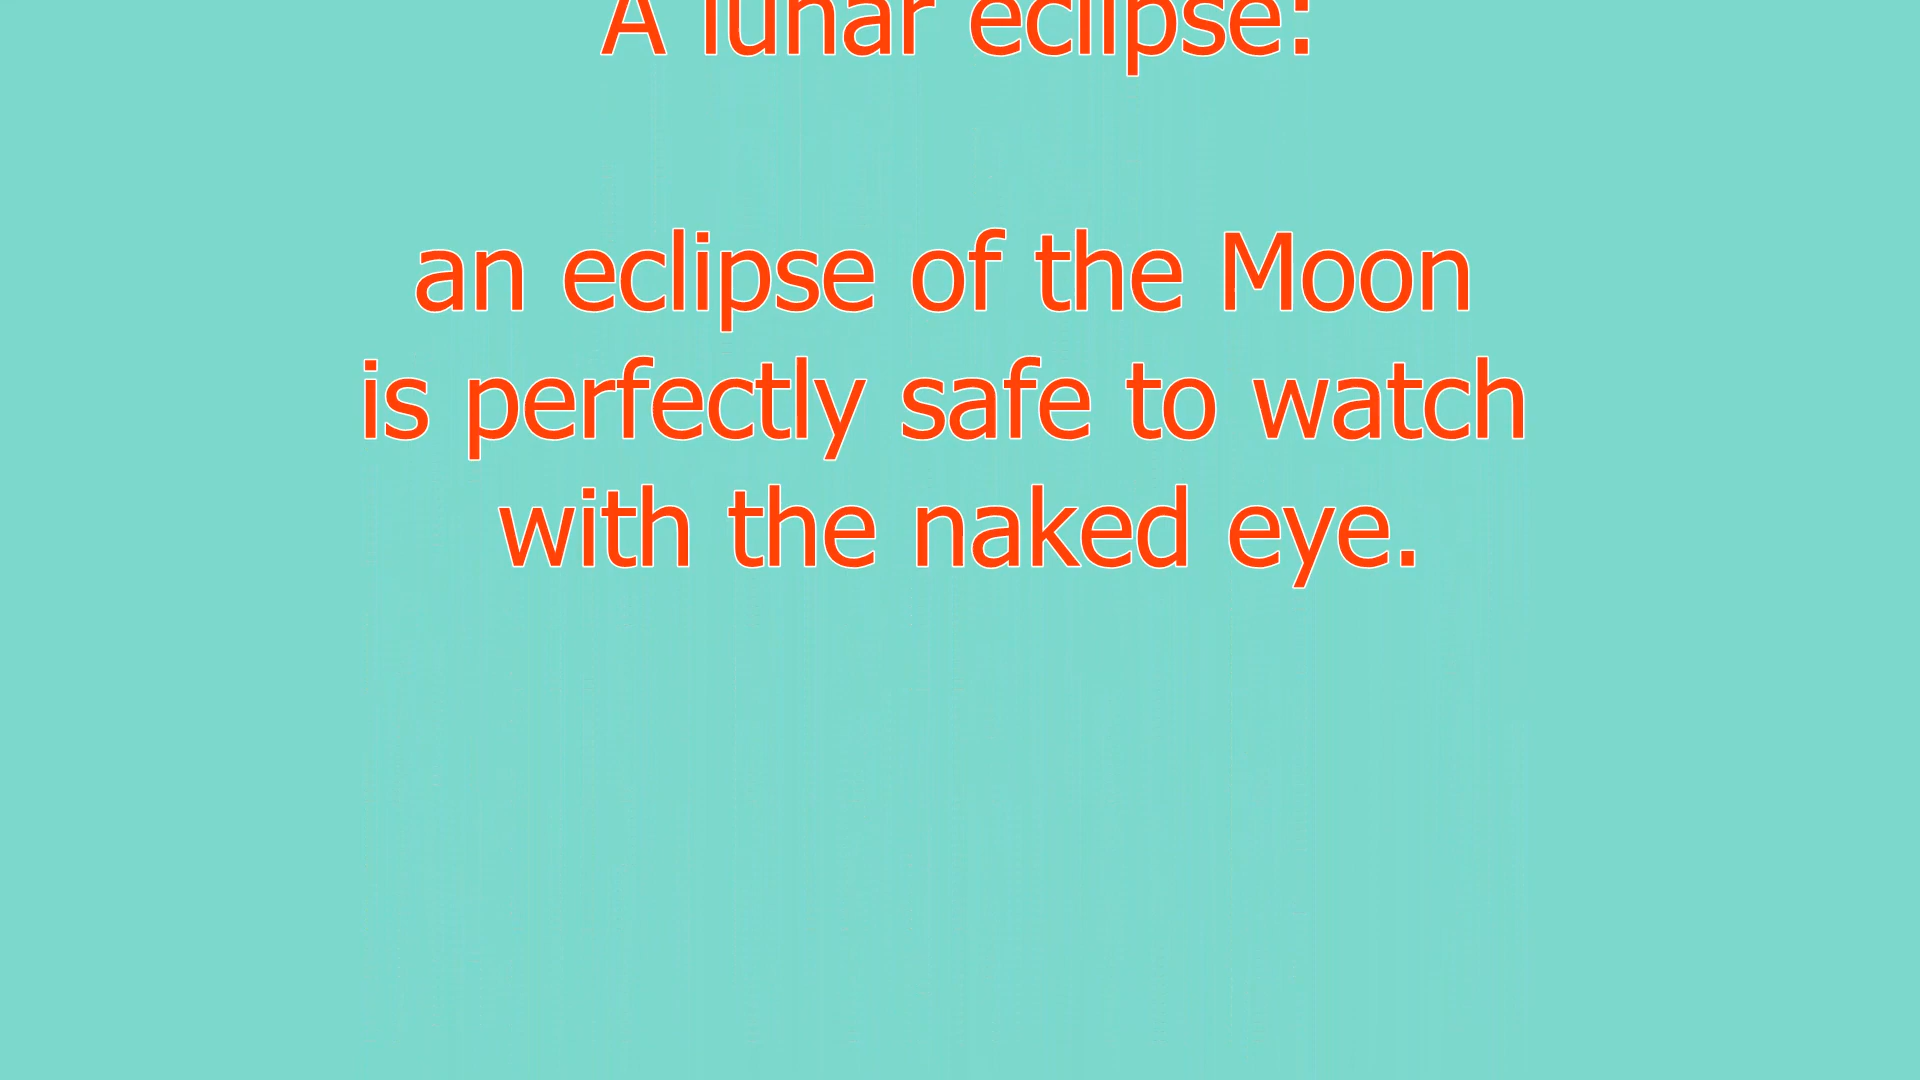 A lunar eclipse:
an eclipse of the Moon
is perfectly safe to watch
with the naked eye.